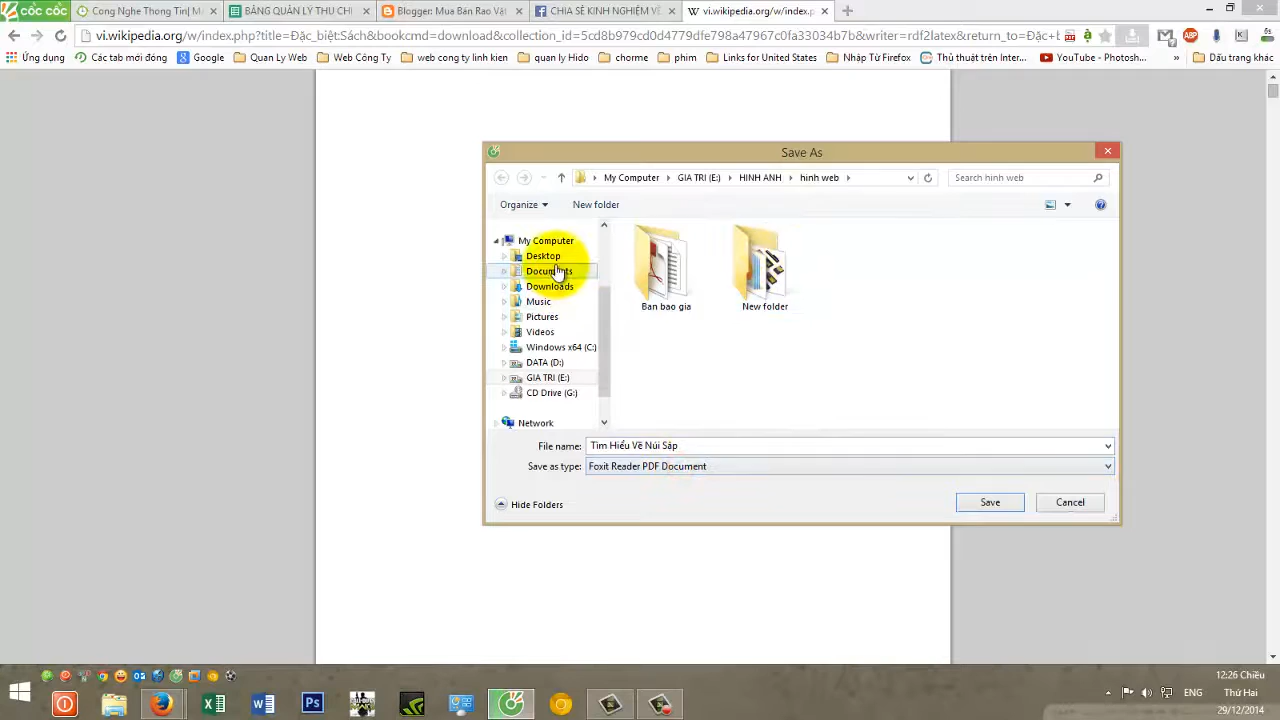 cốc cốc
Cong Nghe Thong Tin| M
BẢNG QUẢN LÝ THU CHI
Blogger: Mua Ban Rao
CHIA SẺ KINH NGHIỆM VỀ
vi.wikipedia.org/w/index.p
vi.wikipedia.org/w/index.php?title=Đặc_biệt:Sách&bookcmd=download&collection_id=5cd8b979cd0d4779dfe798a47967c0fa33034b7b&writer=rdf2latex&return_to=Đặc+b
Ứng dụng
Các tab mới đóng
Google
Quan Ly Web
Web Công Ty
web cong ty linh kien
quan ly Hido
chorme
phim
Links for United States
Nhập Từ Firefox
Thủ thuật trên Inter...
YouTube - Photosh...
»
Dấu trang khác
Save As
My Computer
GIA TRI (E:)
HINH ANH
hinh web
Search hinh web
Organize
New folder
My Computer
Desktop
Documents
Downloads
Music
Pictures
Videos
Windows x64 (C:)
DATA (D:)
GIA TRI (E:)
CD Drive (G:)
Network
Ban bao gia
New folder
File name: Tìm Hiểu Về Núi Sập
Save as type: Foxit Reader PDF Document
Hide Folders
Save
Cancel
12:26 Chiều
ENG
Thứ Hai
29/12/2014